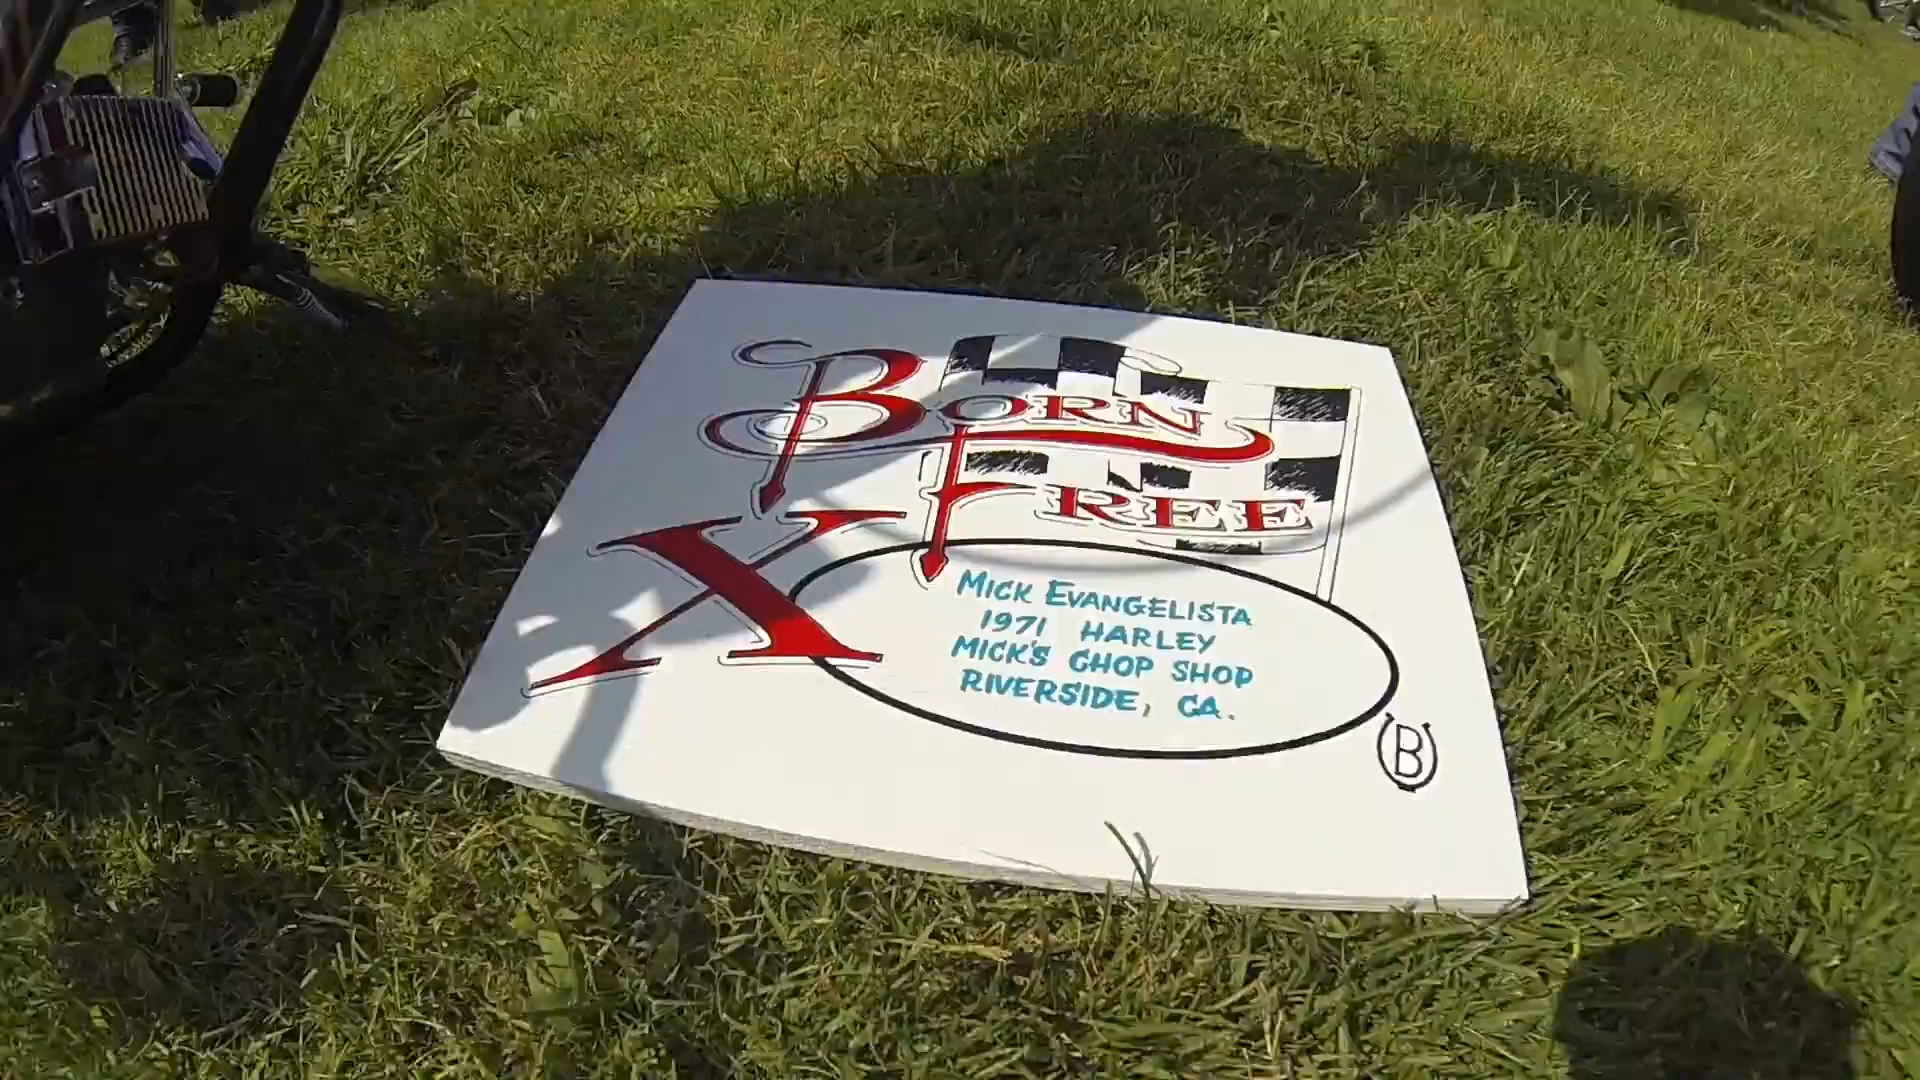 BORN
FREE
X
MICK EVANGELISTA
1971 HARLEY
MICK'S CHOP SHOP
RIVERSIDE, CA.
B